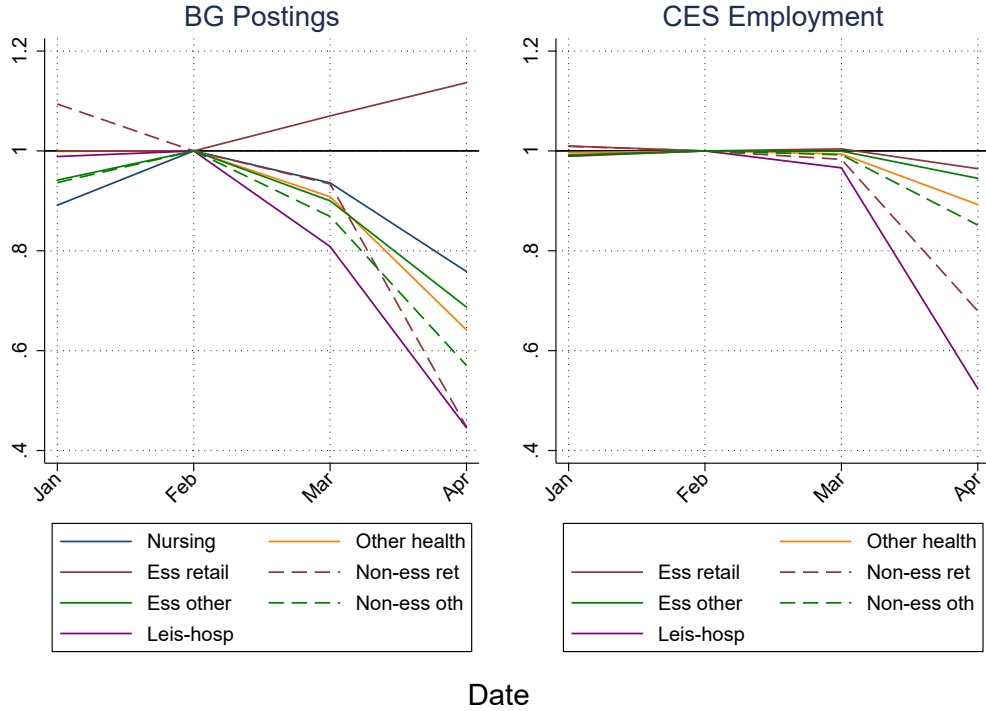 BG Postings
1.2
1
.8
.6
.4
Jan
Feb
Mar
Apr
Nursing
Other health
Ess retail
Non-ess ret
Ess other
Non-ess oth
Leis-hosp
CES Employment
1.2
1
.8
.6
.4
Jan
Feb
Mar
Apr
Other health
Ess retail
Non-ess ret
Ess other
Non-ess oth
Leis-hosp
Date